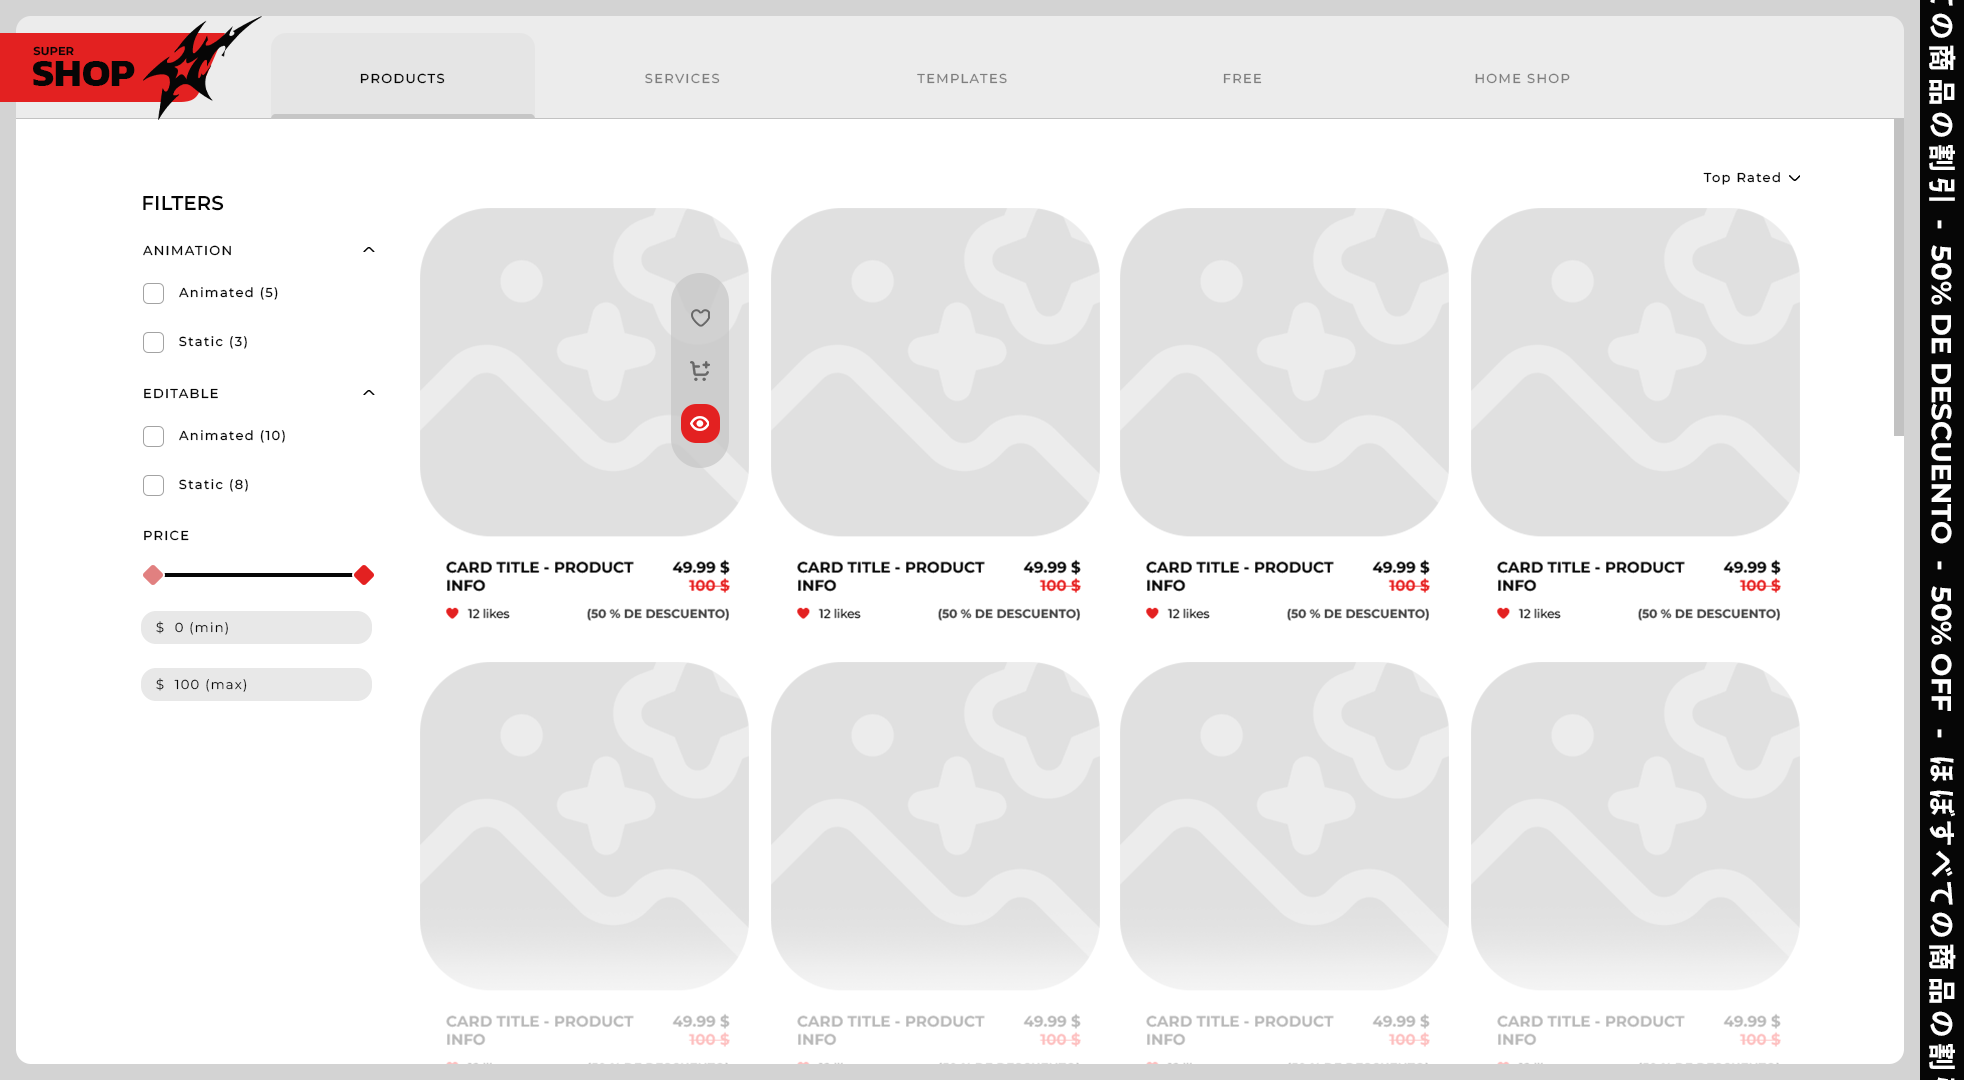 SUPER
SHOP
PRODUCTS
SERVICES
TEMPLATES
FREE
HOME SHOP
Top Rated
FILTERS
ANIMATION
Animated (5)
Static (3)
EDITABLE
Animated (10)
Static (8)
PRICE
$ 0 (min)
$ 100 (max)
CARD TITLE - PRODUCT
INFO
49.99 $
100 $
12 likes
(50 % DE DESCUENTO)
CARD TITLE - PRODUCT
INFO
49.99 $
100 $
12 likes
(50 % DE DESCUENTO)
CARD TITLE - PRODUCT
INFO
49.99 $
100 $
12 likes
(50 % DE DESCUENTO)
CARD TITLE - PRODUCT
INFO
49.99 $
100 $
12 likes
(50 % DE DESCUENTO)
CARD TITLE - PRODUCT
INFO
49.99 $
100 $
CARD TITLE - PRODUCT
INFO
49.99 $
100 $
CARD TITLE - PRODUCT
INFO
49.99 $
100 $
CARD TITLE - PRODUCT
INFO
49.99 $
100 $
ての商品の割引 - 50% DE DESCUENTO - 50% OFF - ほぼすべての商品の割